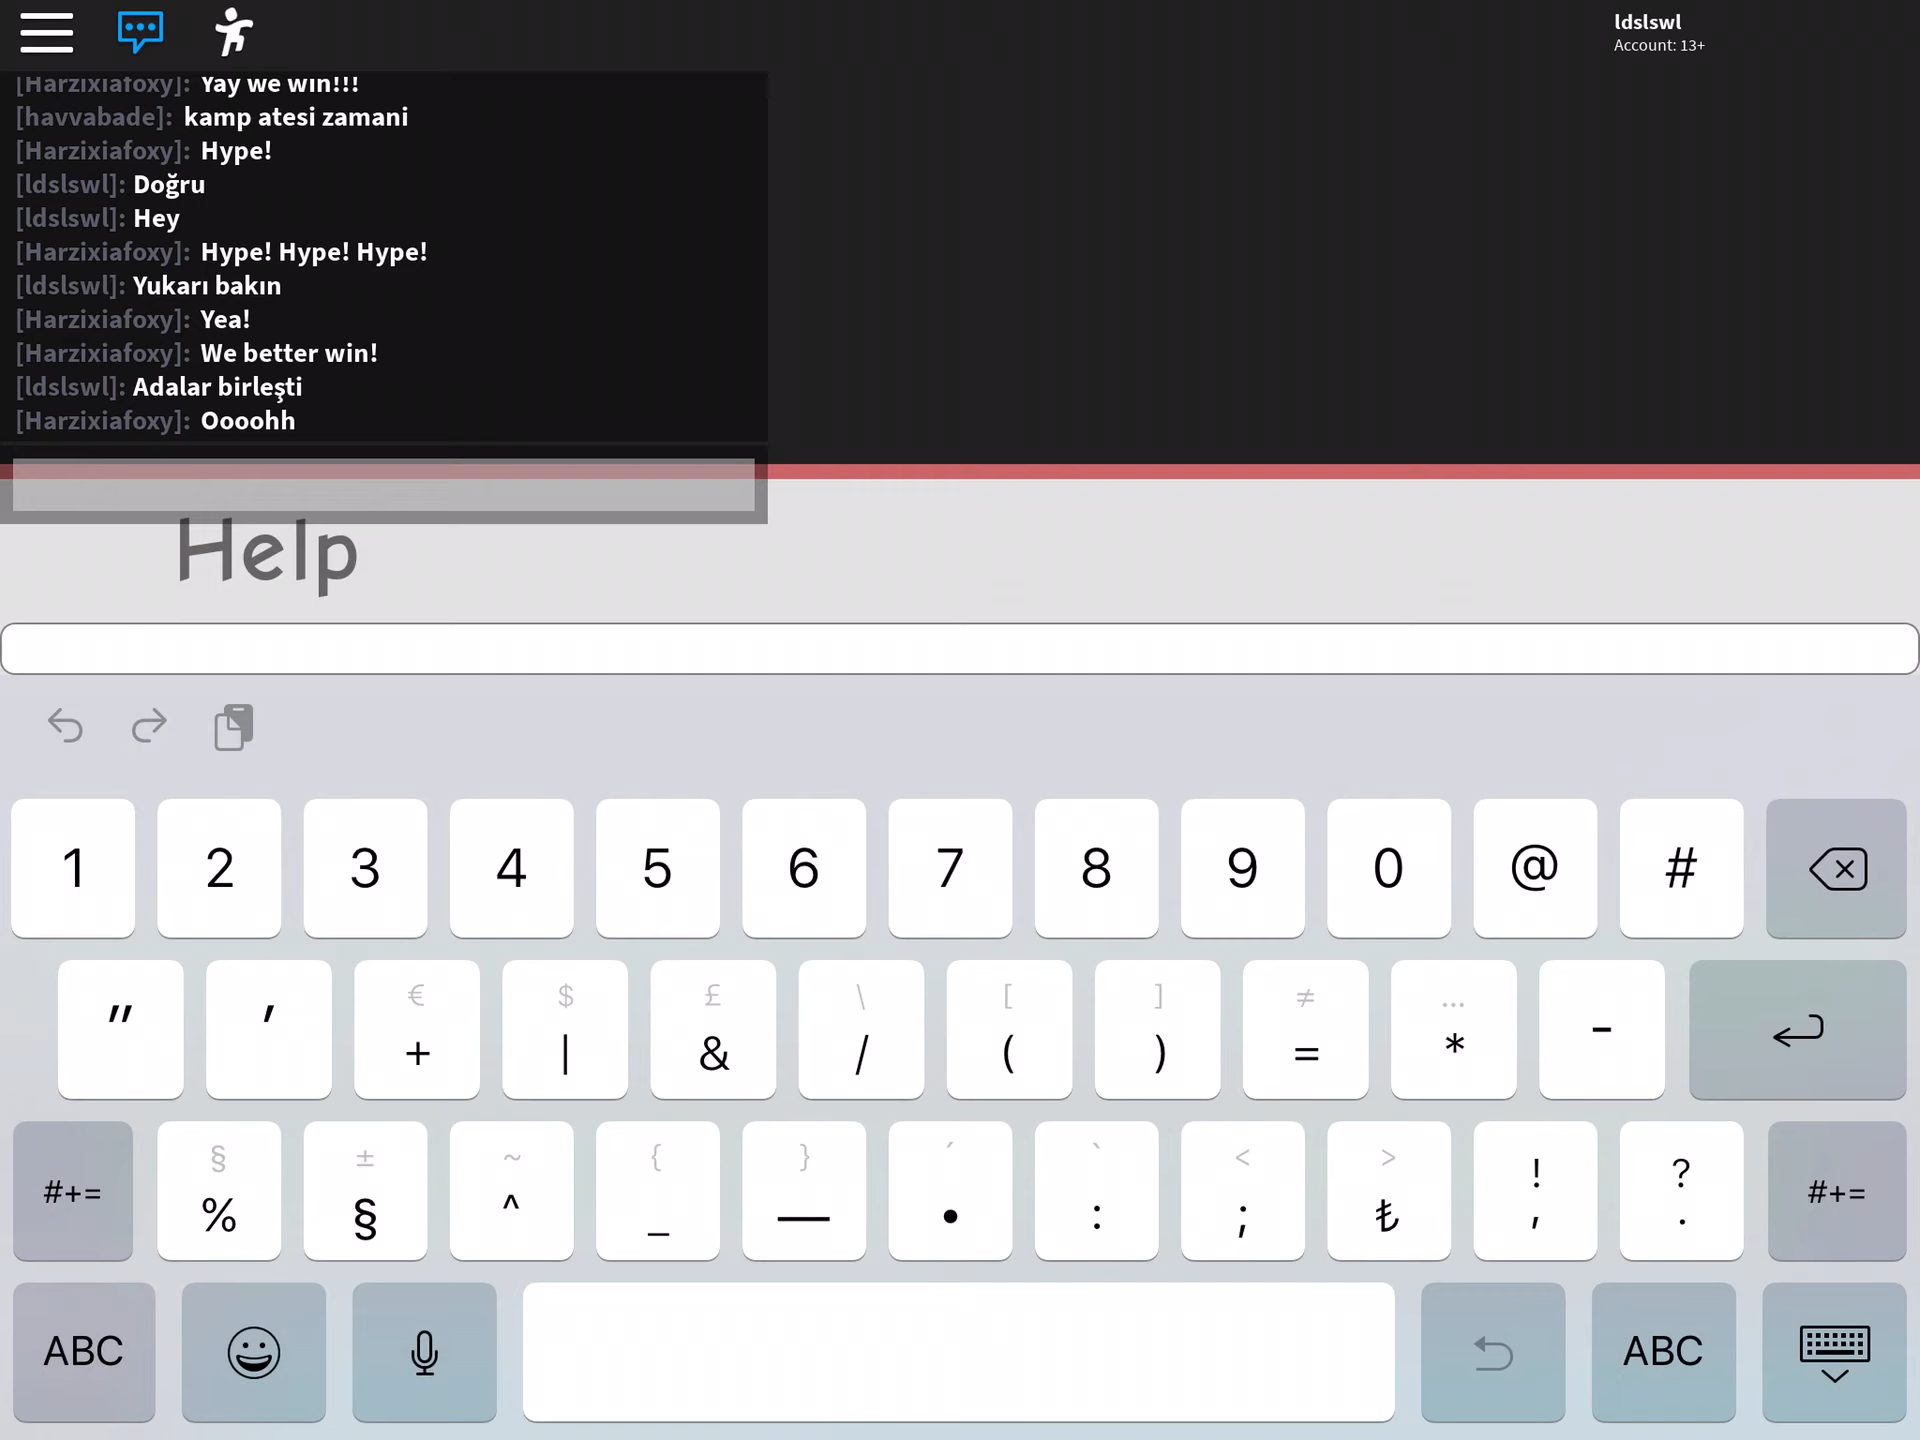 ldslswl
Account: 13+
[Harzixiafoxy]: Yay we win!!!
[havvabade]: kamp atesi zamani
[Harzixiafoxy]: Hype!
[ldslswl]: Doğru
[ldslswl]: Hey
[Harzixiafoxy]: Hype! Hype! Hype!
[ldslswl]: Yukarı bakın
[Harzixiafoxy]: Yea!
[Harzixiafoxy]: We better win!
[ldslswl]: Adalar birleşti
[Harzixiafoxy]: Oooohh
Help
1 2 3 4 5 6 7 8 9 0 @ #
€ $ £ \ [ ] ≠ ...
" ' + | & / ( ) = * -
§ ± ~ { } ´ ` < > ! ?
#+= % § ^ _ — • : ; ₺ , . #+=
ABC ABC